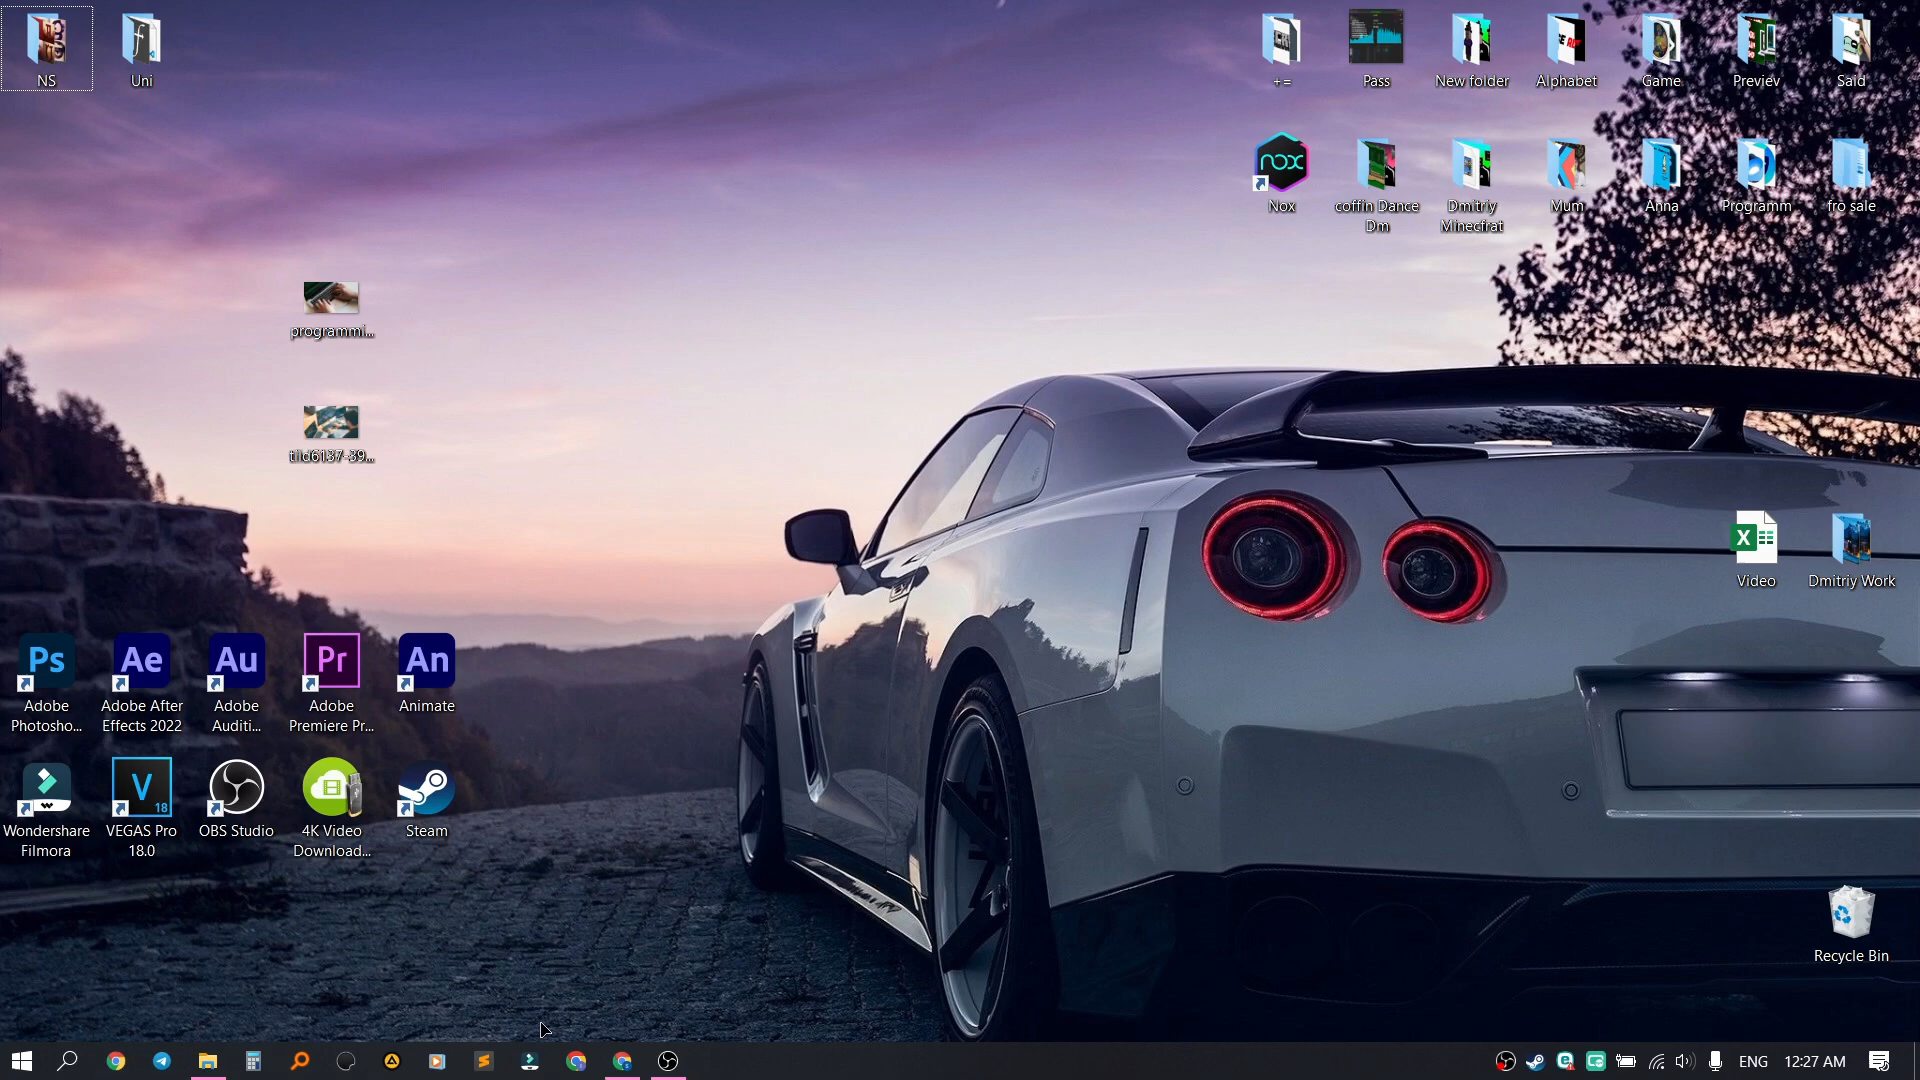 NS
Uni
+=
Pass
New folder
Alphabet
Game
Previev
Said
nox
Nox
coffin Dance
Dm
Dmitriy
Minecfrat
Mum
Anna
Programm
fro sale
programmi...
tild6137-39...
X
Video
Dmitriy Work
Ps
Ae
Au
Pr
An
Adobe
Photosho...
Adobe After
Effects 2022
Adobe
Auditi...
Adobe
Premiere Pr...
Animate
V
18
Wondershare
Filmora
VEGAS Pro
18.0
OBS Studio
4K Video
Download...
Steam
Recycle Bin
ENG
12:27 AM